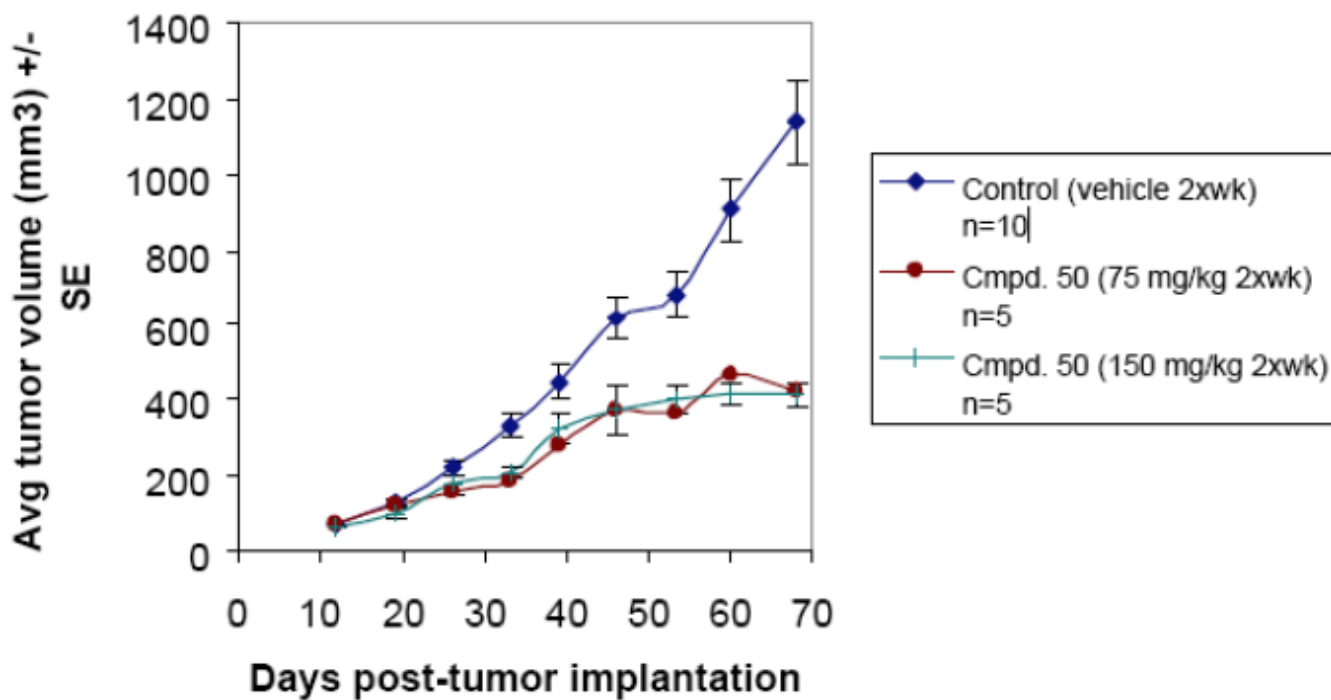 Avg tumor volume (mm3) +/-
SE
1400
1200
1000
800
600
400
200
0
0 10 20 30 40 50 60 70
Days post-tumor implantation
Control (vehicle 2xwk)
n=10
Cmpd. 50 (75 mg/kg 2xwk)
n=5
Cmpd. 50 (150 mg/kg 2xwk)
n=5